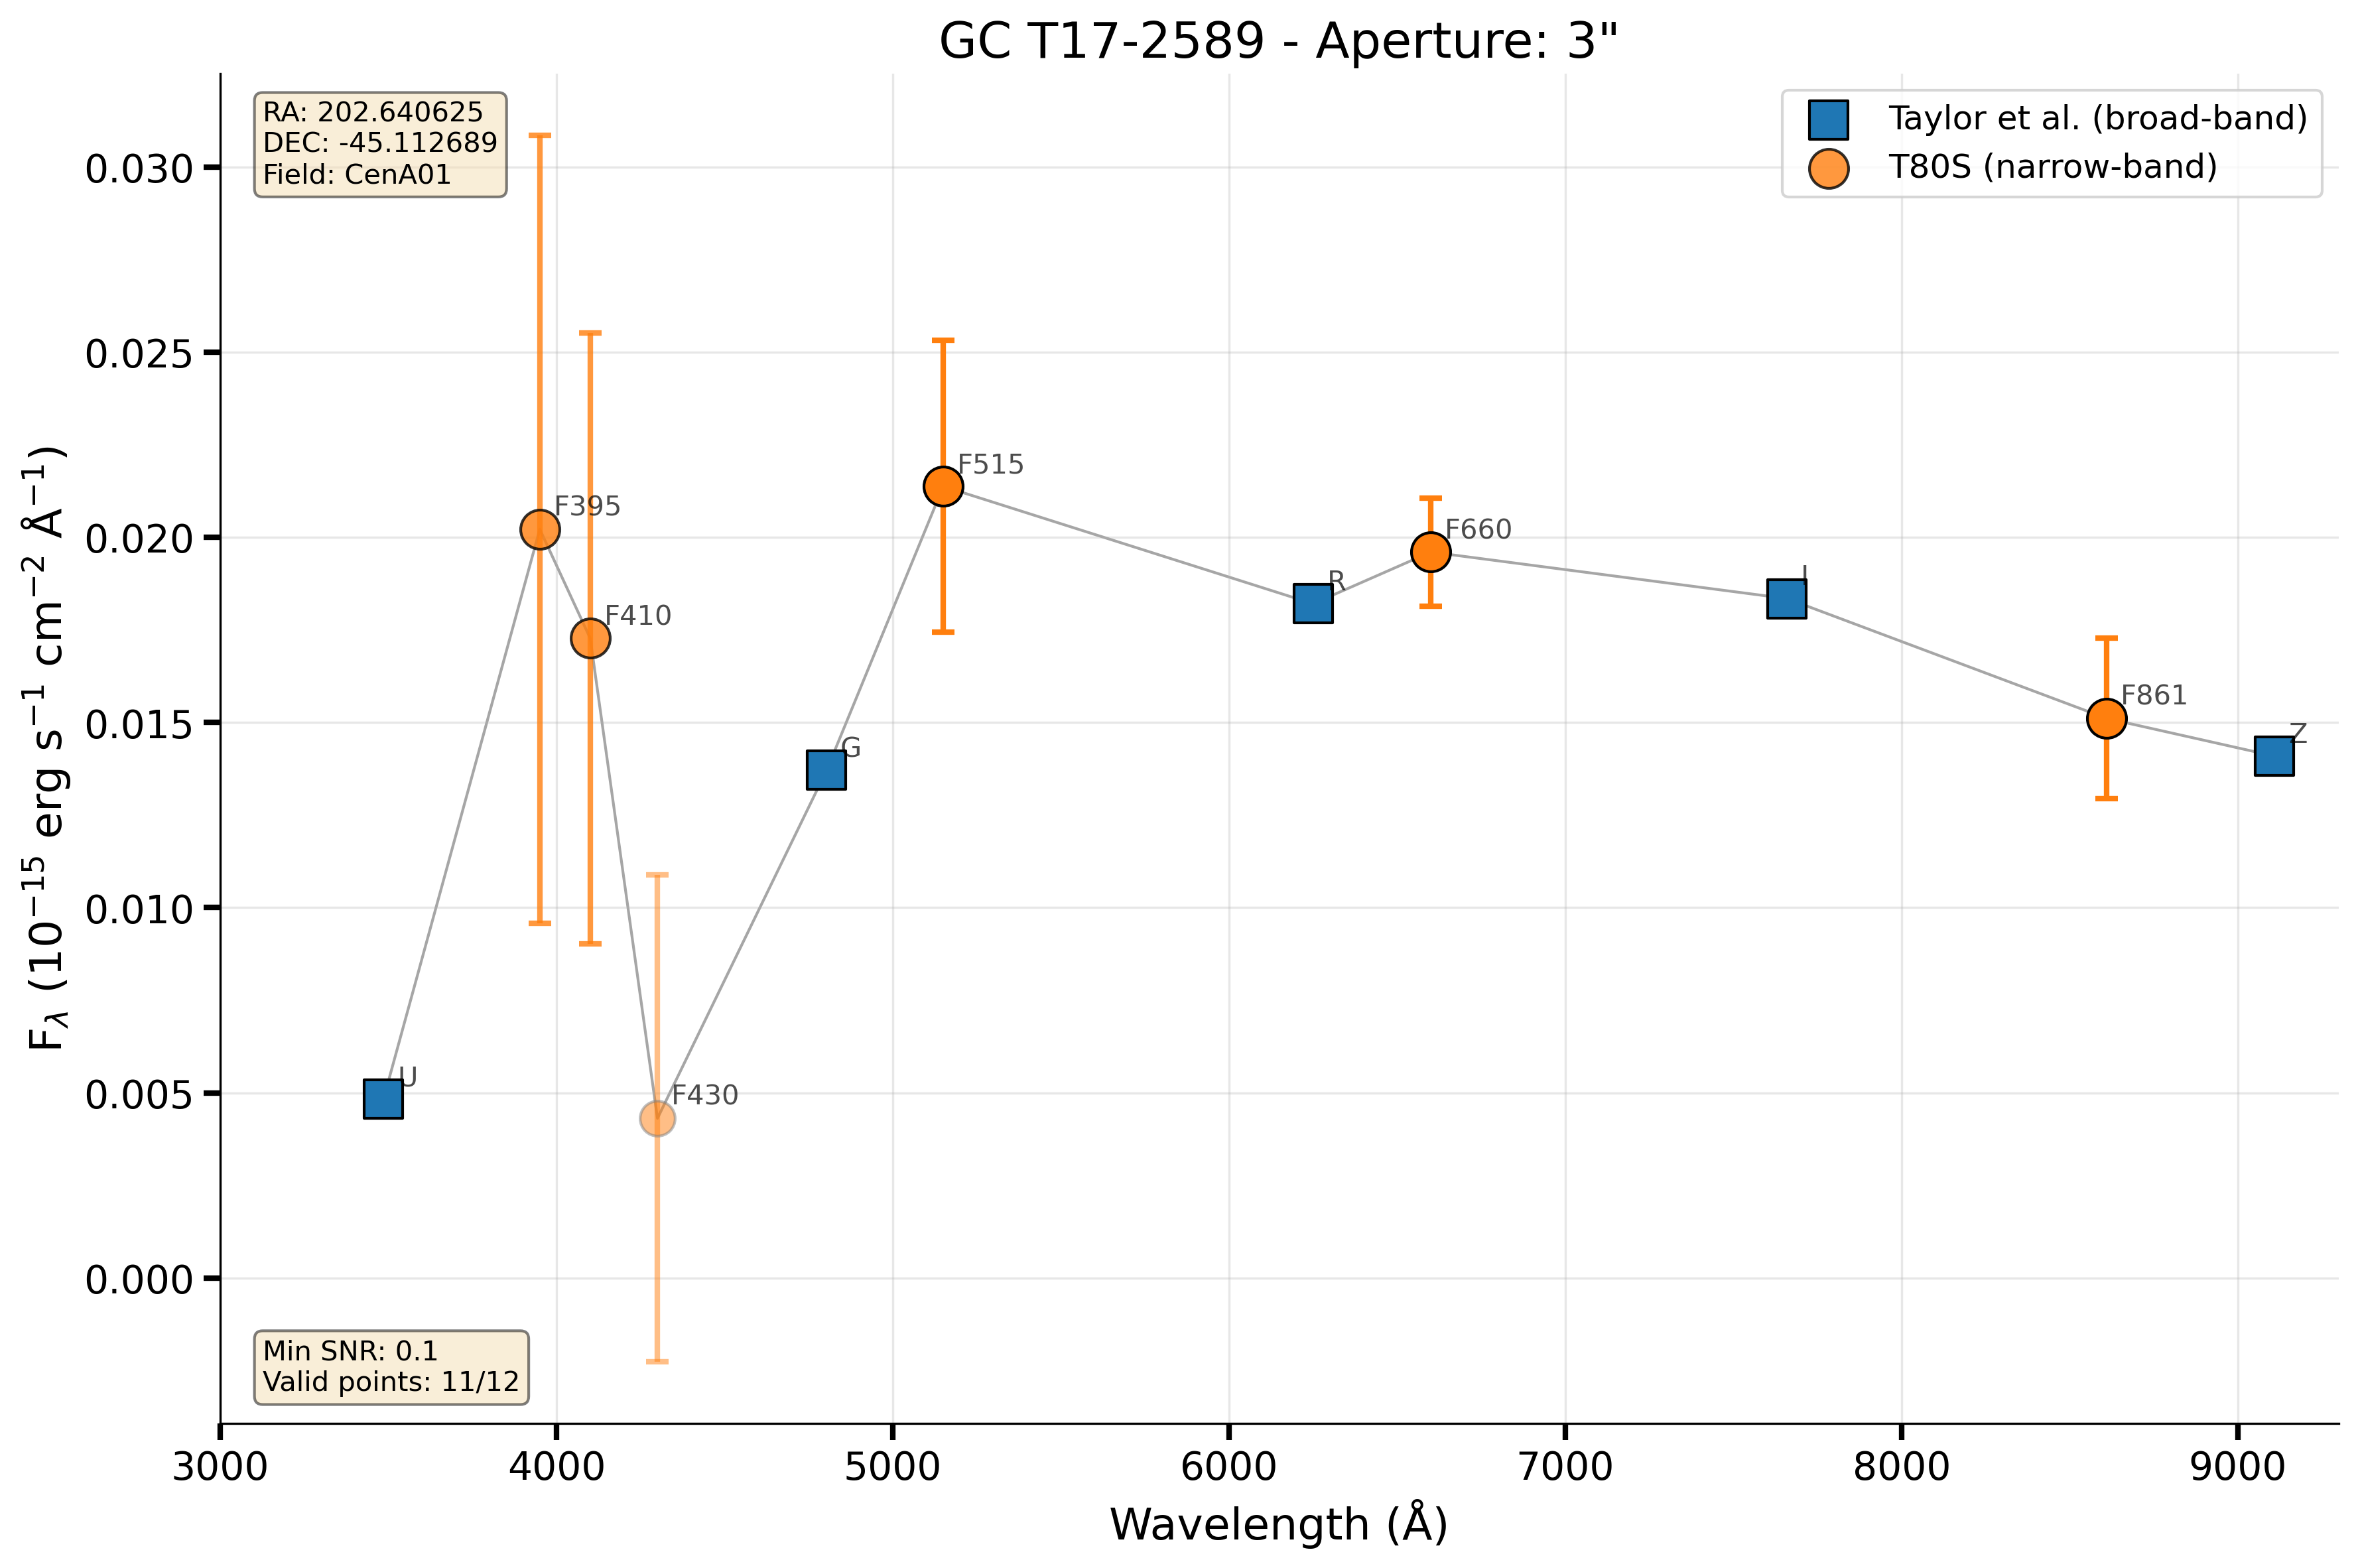 GC T17-2589 - Aperture: 3"
RA: 202.640625
DEC: -45.112689
Field: CenA01
Taylor et al. (broad-band)
T80S (narrow-band)
0.030
0.025
0.020
0.015
0.010
0.005
0.000
F$_λ$ (10$^{-15}$ erg s$^{-1}$ cm$^{-2}$ Å$^{-1}$)
U
F395
F410
F430
G
F515
R
F660
I
F861
Z
Min SNR: 0.1
Valid points: 11/12
3000 4000 5000 6000 7000 8000 9000
Wavelength (Å)